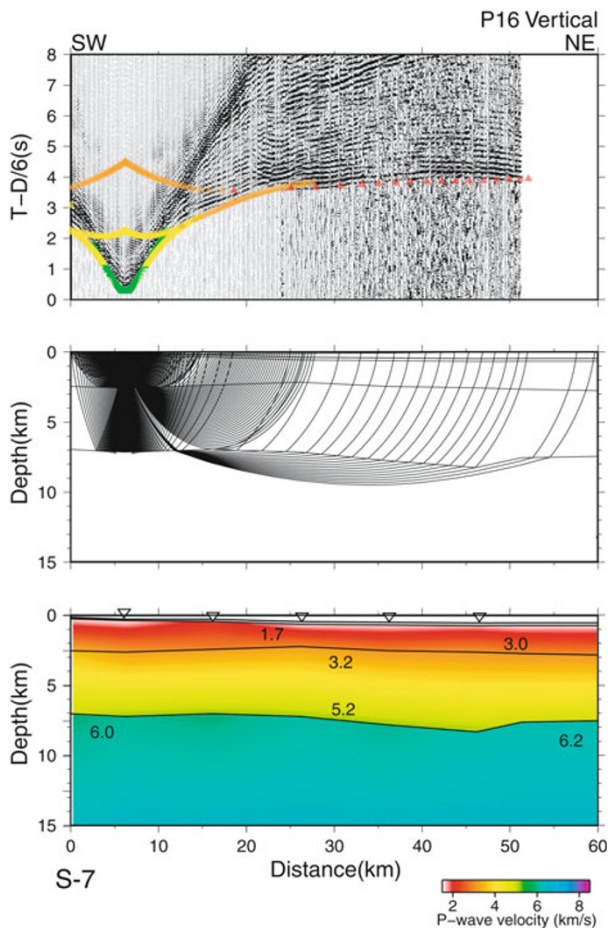 P16 Vertical
SW NE
8
7
6
5
4
3
2
1
0
T-D/6(s)
0
5
10
15
Depth(km)
0
5
10
15
Depth(km)
1.7 3.0
3.2
5.2
6.0 6.2
0 10 20 30 40 50 60
Distance(km)
S-7
2 4 6 8
P-wave velocity (km/s)